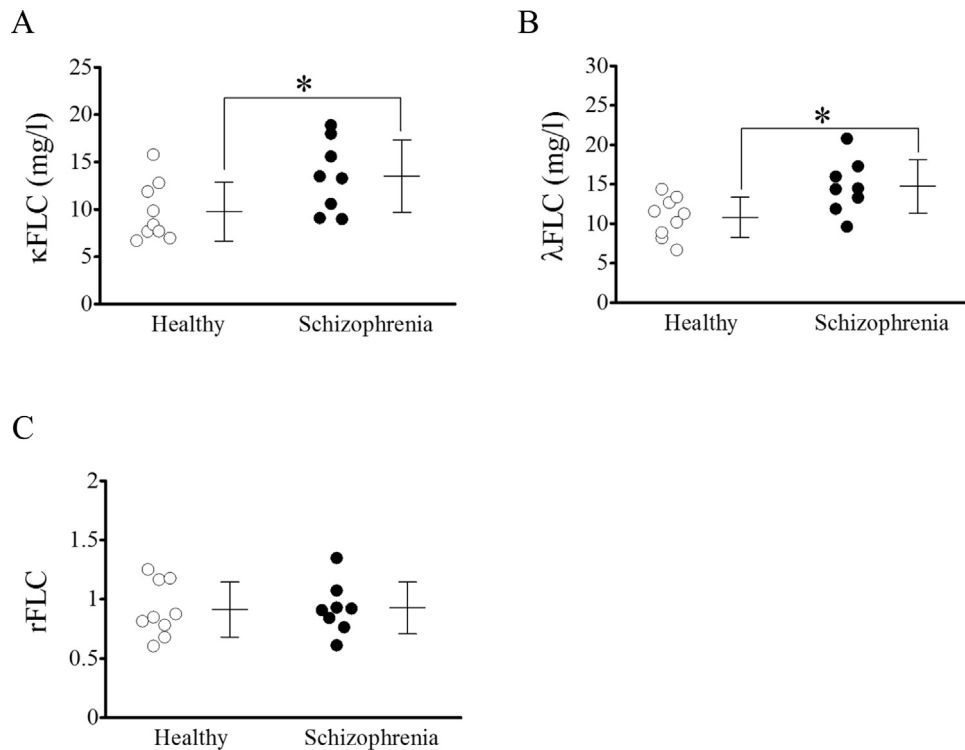 A
B
κFLC (mg/l)
25
20
15
10
5
0
*
Healthy
Schizophrenia
λFLC (mg/l)
30
25
20
15
10
5
0
*
Healthy
Schizophrenia
C
rFLC
2
1.5
1
0.5
0
Healthy
Schizophrenia